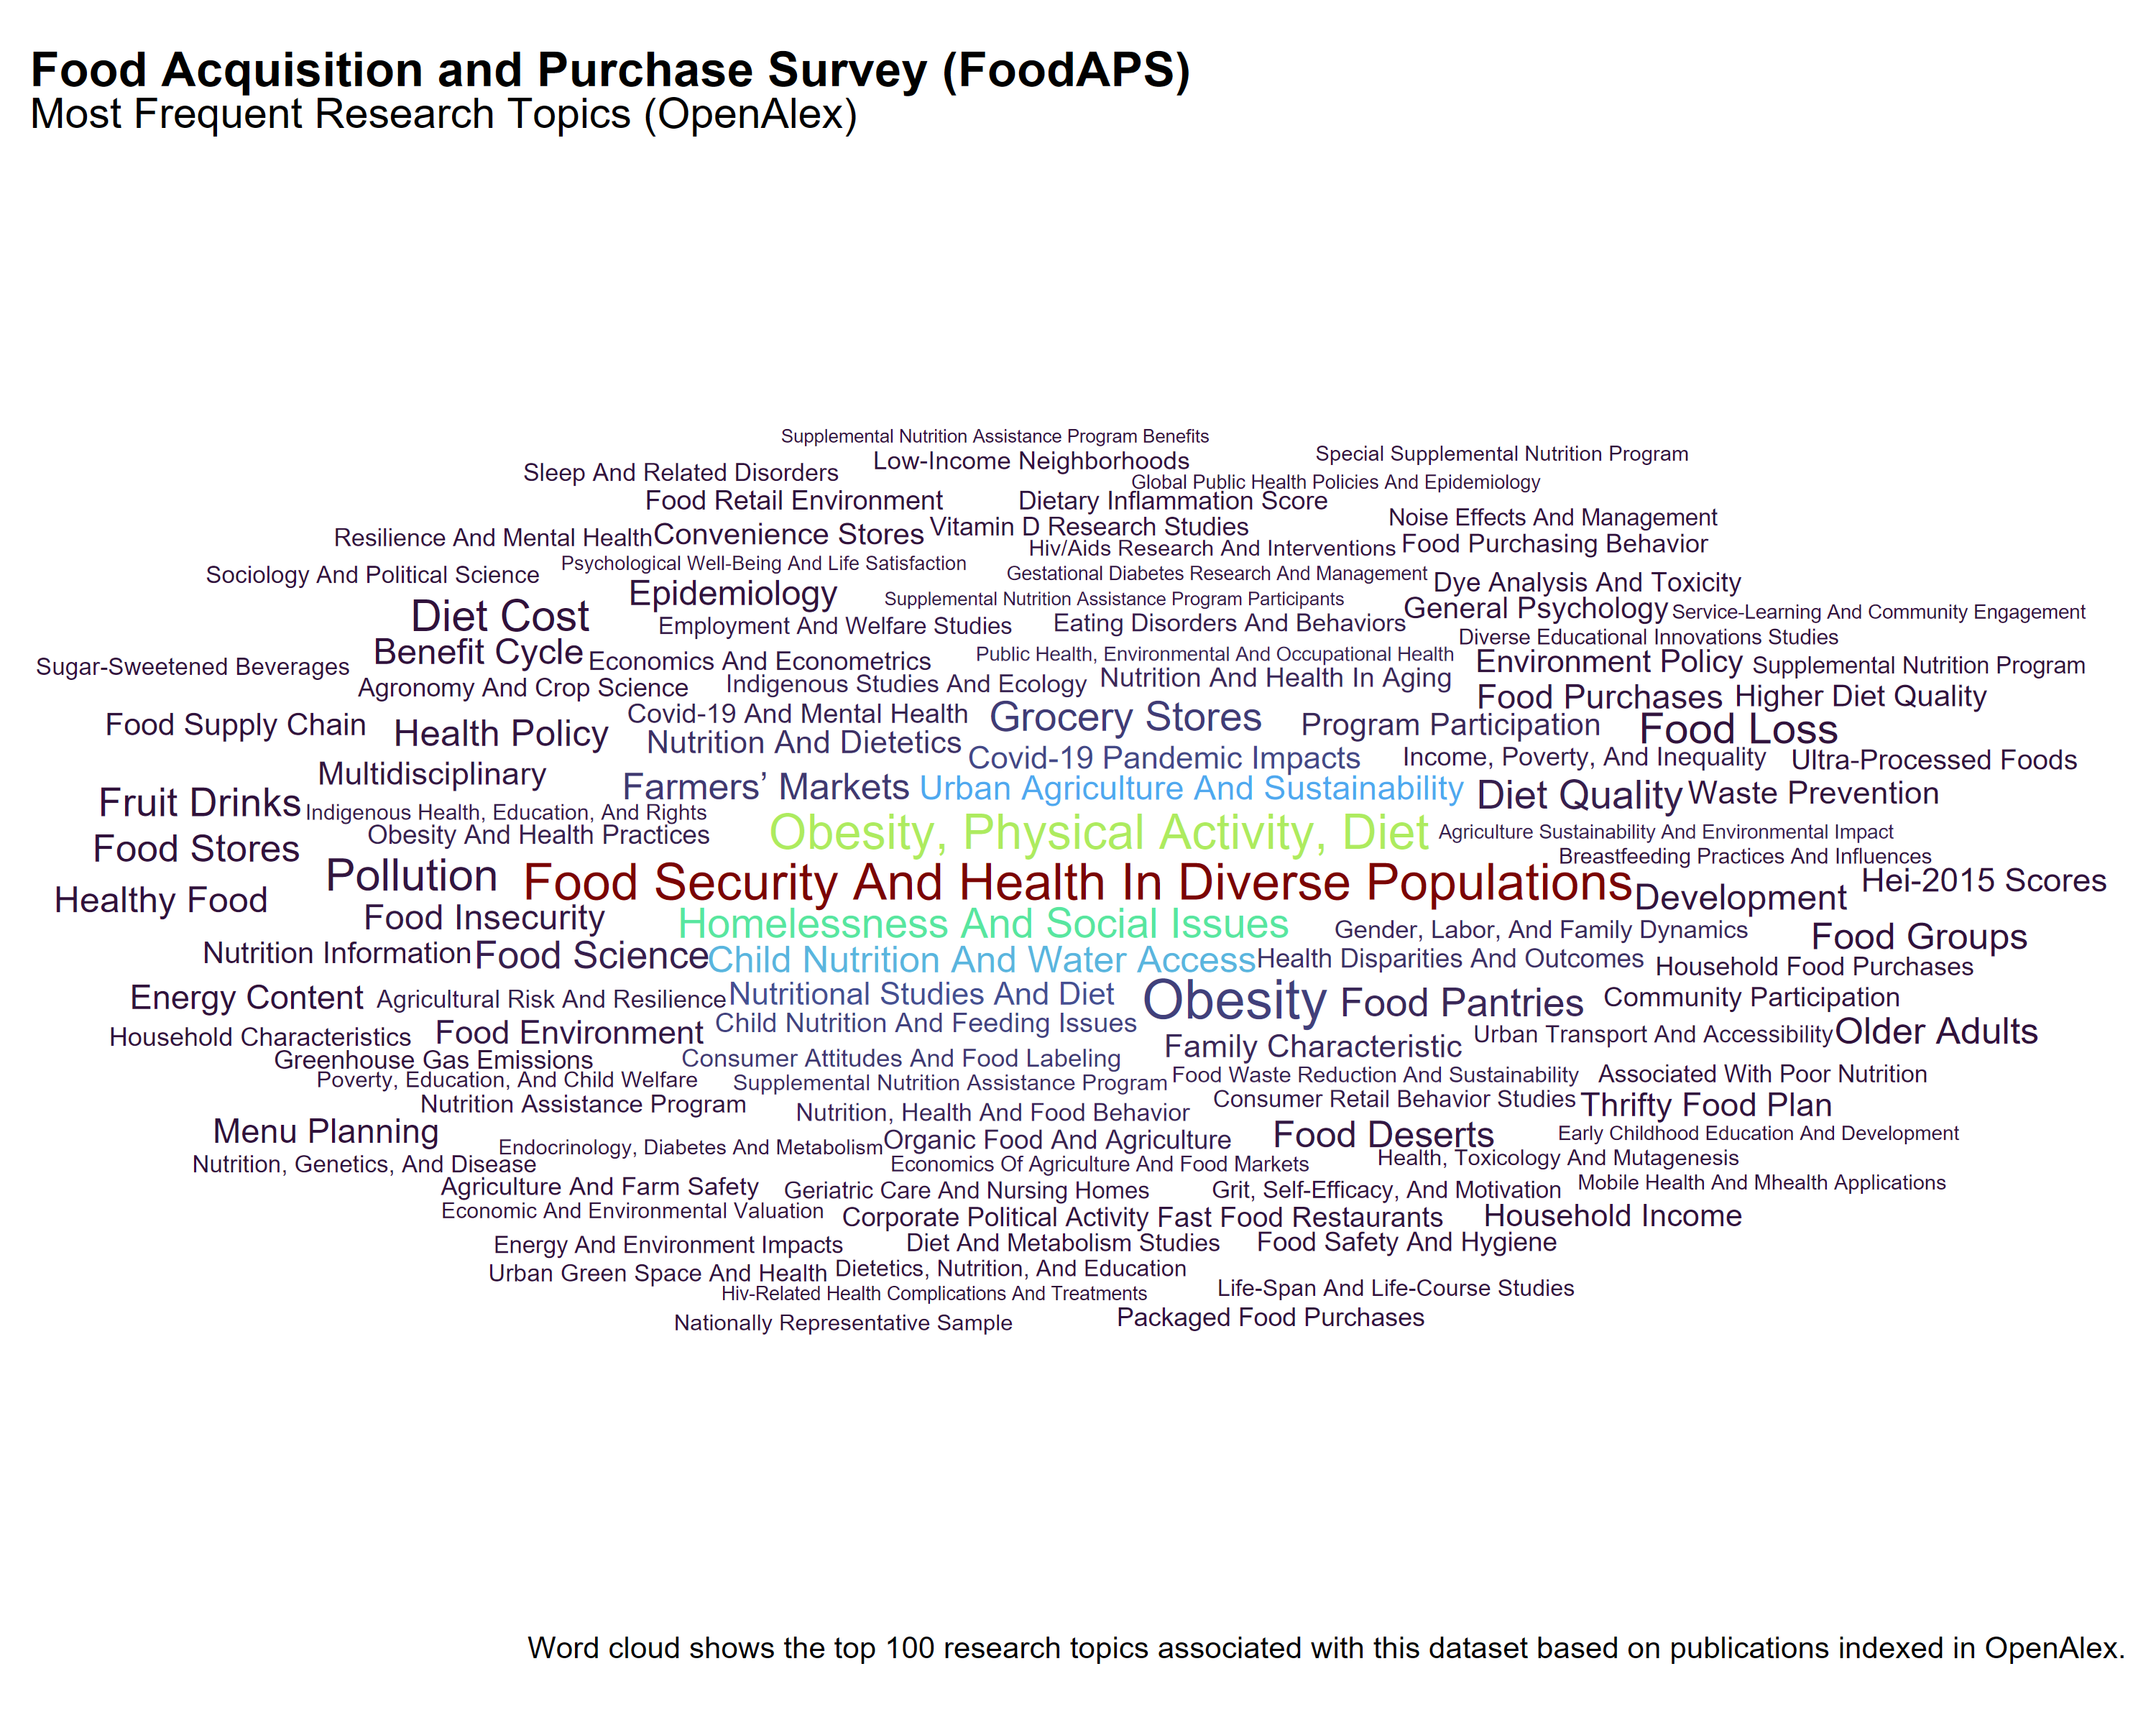 Food Acquisition and Purchase Survey (FoodAPS)
Most Frequent Research Topics (OpenAlex)
Supplemental Nutrition Assistance Program Benefits
Low-Income Neighborhoods
Special Supplemental Nutrition Program
Sleep And Related Disorders
Global Public Health Policies And Epidemiology
Food Retail Environment
Dietary Inflammation Score
Noise Effects And Management
Resilience And Mental Health
Convenience Stores
Vitamin D Research Studies
Hiv/Aids Research And Interventions
Food Purchasing Behavior
Psychological Well-Being And Life Satisfaction
Sociology And Political Science
Gestational Diabetes Research And Management
Dye Analysis And Toxicity
Epidemiology
Supplemental Nutrition Assistance Program Participants
Diet Cost
General Psychology
Service-Learning And Community Engagement
Employment And Welfare Studies
Eating Disorders And Behaviors
Diverse Educational Innovations Studies
Benefit Cycle
Economics And Econometrics
Public Health, Environmental And Occupational Health
Environment Policy
Supplemental Nutrition Program
Sugar-Sweetened Beverages
Agronomy And Crop Science
Indigenous Studies And Ecology
Nutrition And Health In Aging
Food Purchases
Higher Diet Quality
Food Supply Chain
Health Policy
Covid-19 And Mental Health
Grocery Stores
Program Participation
Food Loss
Nutrition And Dietetics
Covid-19 Pandemic Impacts
Income, Poverty, And Inequality
Ultra-Processed Foods
Multidisciplinary
Farmers’ Markets
Urban Agriculture And Sustainability
Diet Quality
Waste Prevention
Fruit Drinks
Indigenous Health, Education, And Rights
Obesity And Health Practices
Obesity, Physical Activity, Diet
Agriculture Sustainability And Environmental Impact
Food Stores
Breastfeeding Practices And Influences
Pollution
Food Security And Health In Diverse Populations
Hei-2015 Scores
Healthy Food
Development
Food Insecurity
Homelessness And Social Issues
Gender, Labor, And Family Dynamics
Food Groups
Nutrition Information
Food Science
Child Nutrition And Water Access
Health Disparities And Outcomes
Household Food Purchases
Energy Content
Agricultural Risk And Resilience
Nutritional Studies And Diet
Obesity
Food Pantries
Community Participation
Household Characteristics
Food Environment
Child Nutrition And Feeding Issues
Urban Transport And Accessibility
Older Adults
Greenhouse Gas Emissions
Consumer Attitudes And Food Labeling
Family Characteristic
Poverty, Education, And Child Welfare
Supplemental Nutrition Assistance Program
Food Waste Reduction And Sustainability
Associated With Poor Nutrition
Nutrition Assistance Program
Nutrition, Health And Food Behavior
Consumer Retail Behavior Studies
Thrifty Food Plan
Menu Planning
Endocrinology, Diabetes And Metabolism
Organic Food And Agriculture
Food Deserts
Early Childhood Education And Development
Nutrition, Genetics, And Disease
Economics Of Agriculture And Food Markets
Health, Toxicology And Mutagenesis
Agriculture And Farm Safety
Geriatric Care And Nursing Homes
Grit, Self-Efficacy, And Motivation
Mobile Health And Mhealth Applications
Economic And Environmental Valuation
Corporate Political Activity
Fast Food Restaurants
Household Income
Energy And Environment Impacts
Diet And Metabolism Studies
Food Safety And Hygiene
Urban Green Space And Health
Dietetics, Nutrition, And Education
Hiv-Related Health Complications And Treatments
Life-Span And Life-Course Studies
Nationally Representative Sample
Packaged Food Purchases
Word cloud shows the top 100 research topics associated with this dataset based on publications indexed in OpenAlex.